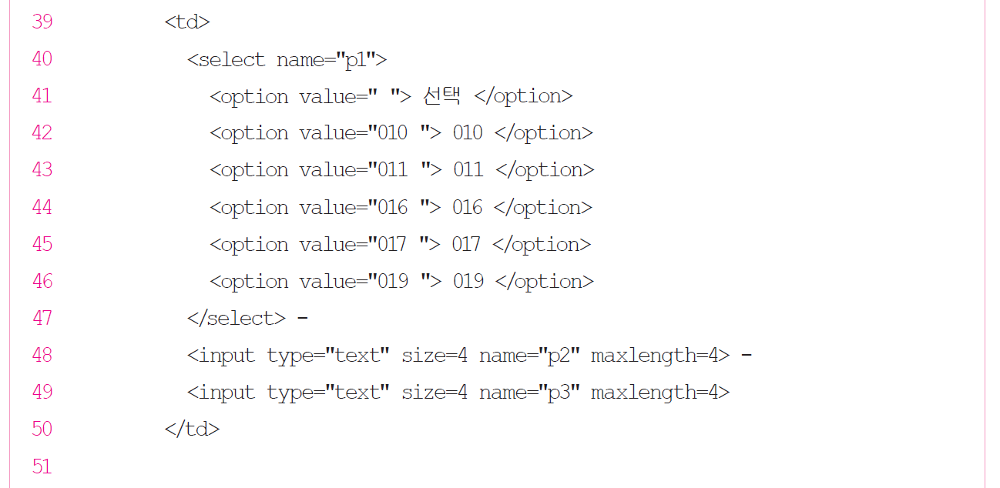 39 <td>
40 <select name="p1">
41 <option value=" "> 선택 </option>
42 <option value="010 "> 010 </option>
43 <option value="011 "> 011 </option>
44 <option value="016 "> 016 </option>
45 <option value="017 "> 017 </option>
46 <option value="019 "> 019 </option>
47 </select> -
48 <input type="text" size=4 name="p2" maxlength=4> -
49 <input type="text" size=4 name="p3" maxlength=4>
50 </td>
51